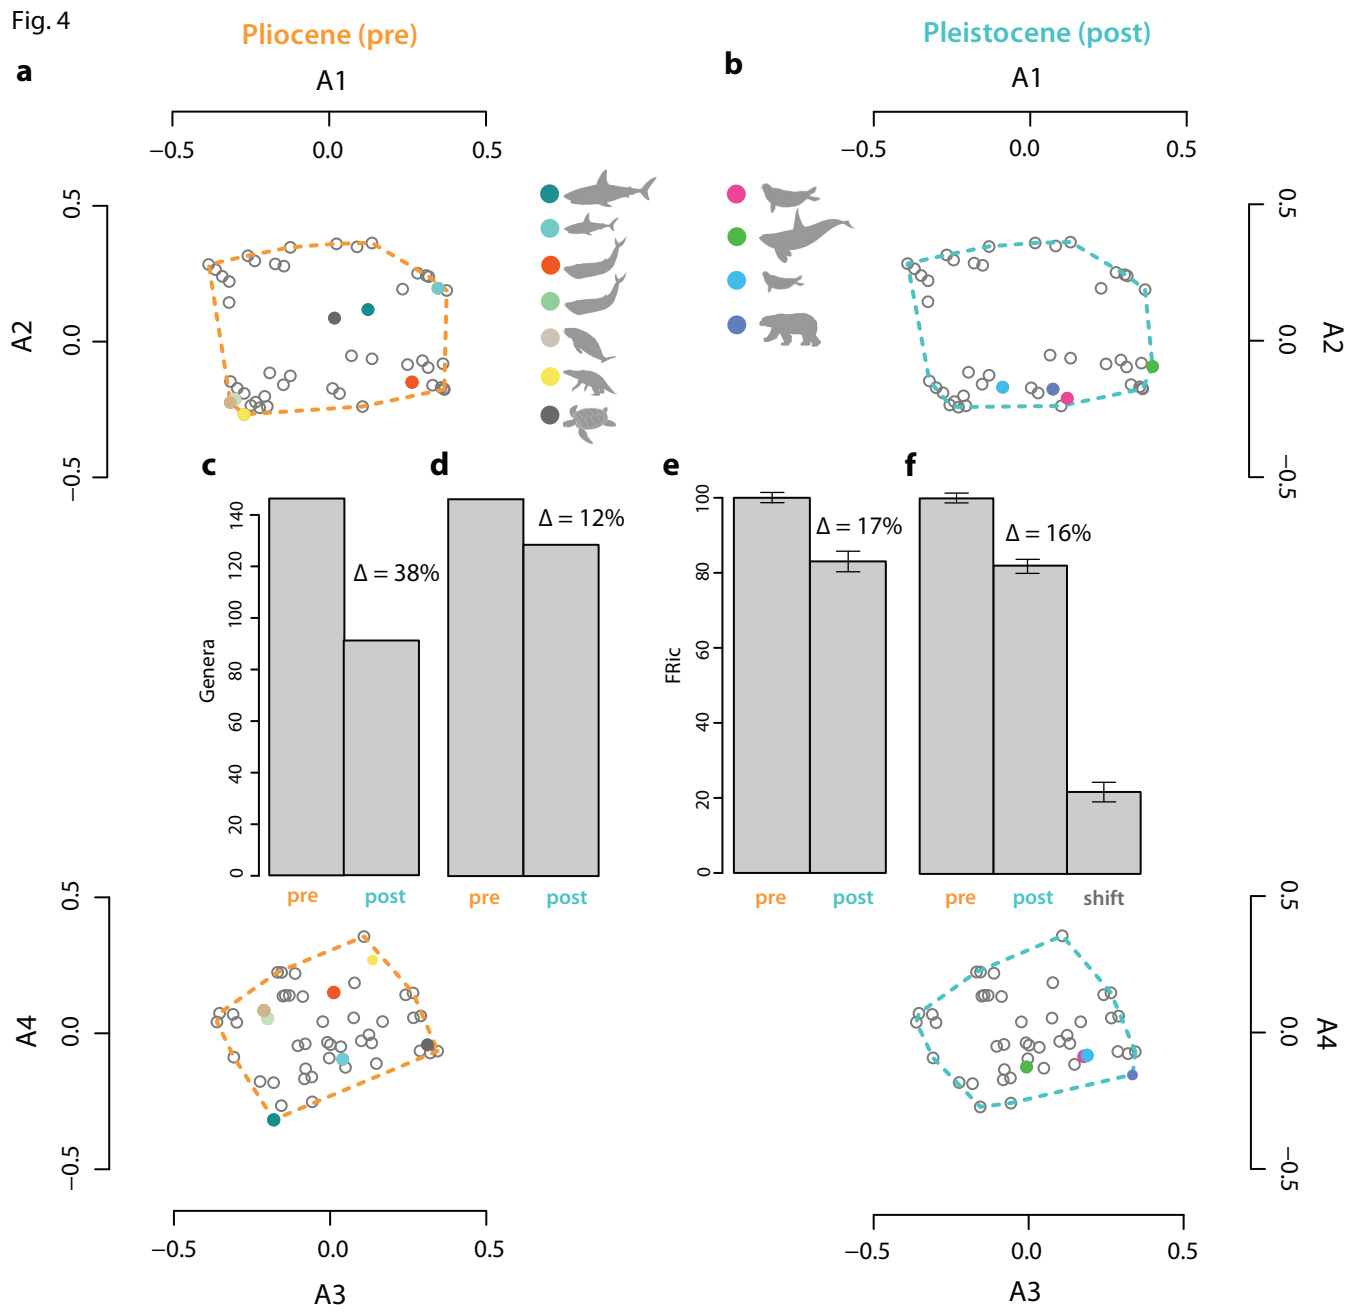 Fig. 4
Pliocene (pre)
Pleistocene (post)
a
b
A1
A1
−0.5 0.0 0.5
−0.5 0.0 0.5
A2
0.5
0.0
−0.5
0.5
0.0
−0.5
A2
c
d
e
f
Genera
0
20
40
60
80
100
120
140
Δ = 38%
Δ = 12%
FRic
0
20
40
60
80
100
Δ = 17%
Δ = 16%
pre post
pre post
pre post
pre post shift
A4
0.5
0.0
−0.5
0.5
0.0
−0.5
A4
−0.5 0.0 0.5
−0.5 0.0 0.5
A3
A3